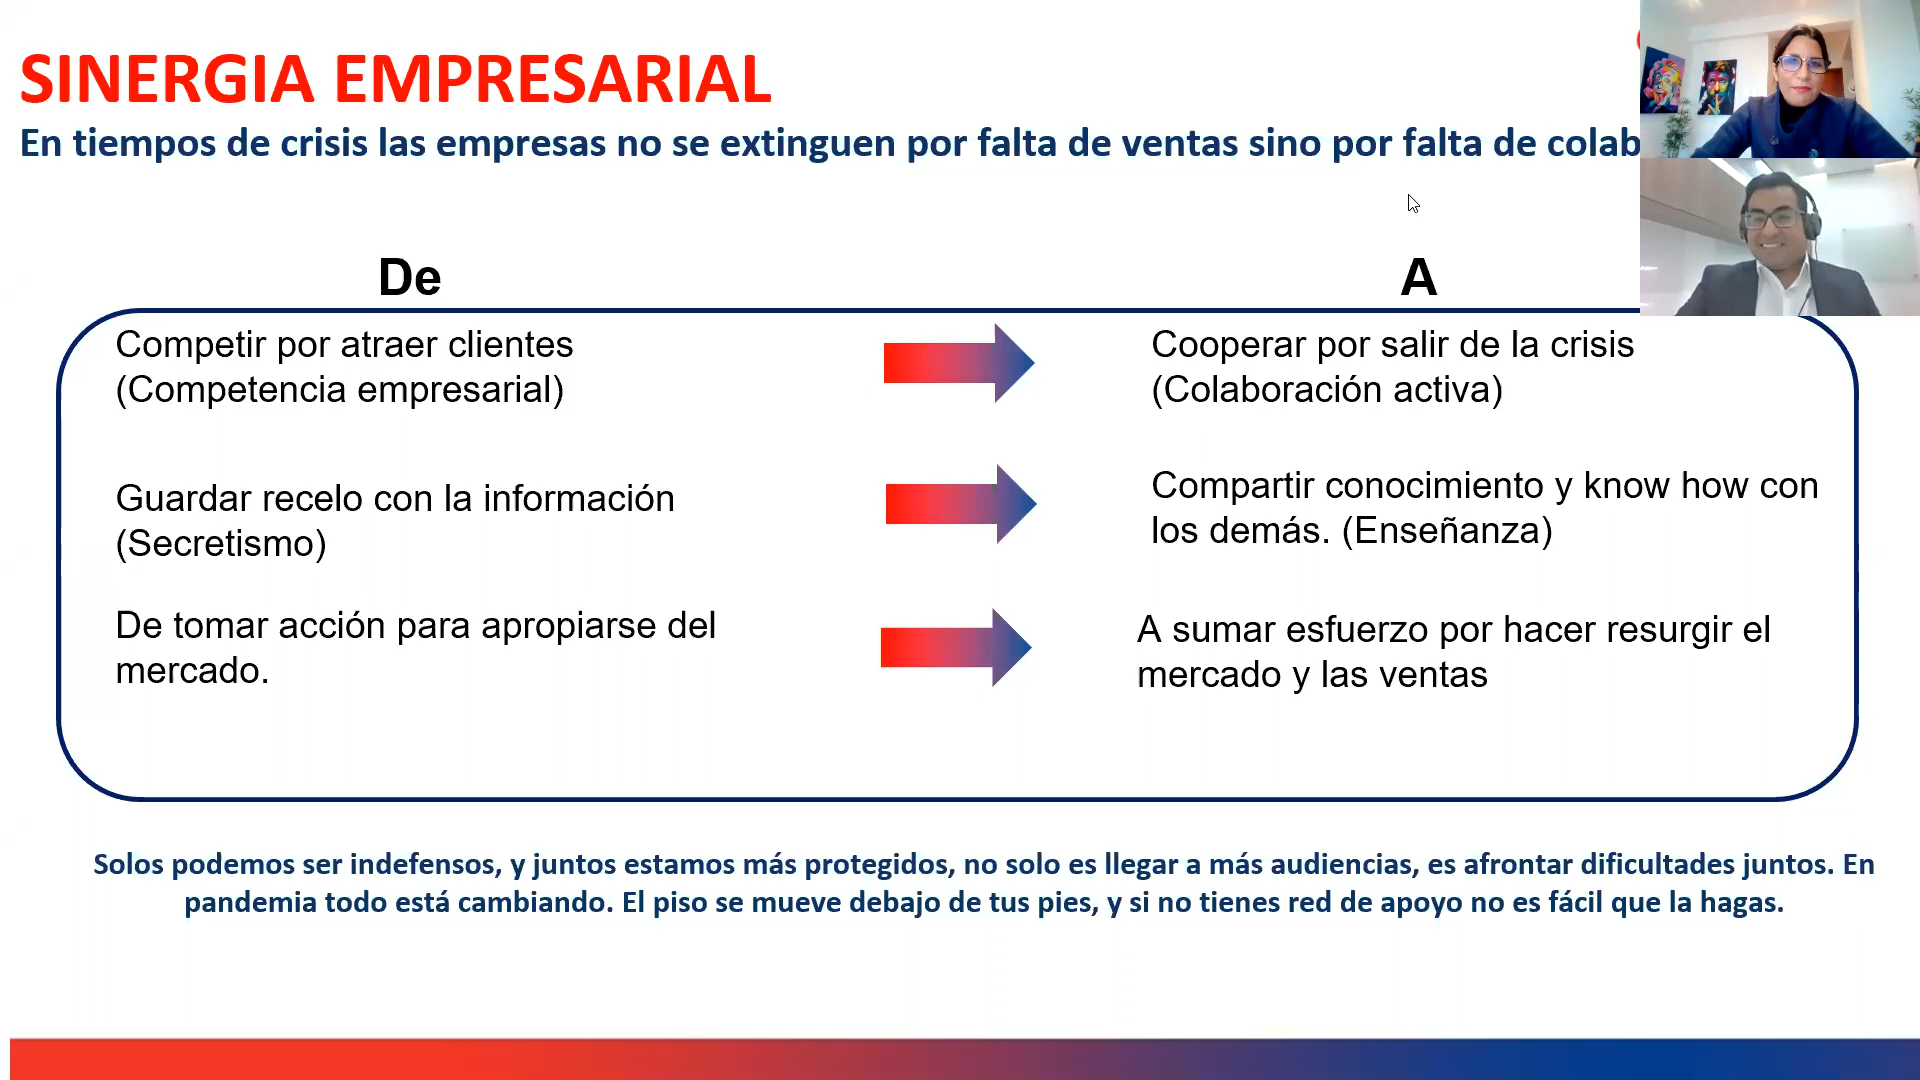 SINERGIA EMPRESARIAL
En tiempos de crisis las empresas no se extinguen por falta de ventas sino por falta de
De
A
Competir por atraer clientes
(Competencia empresarial)
Cooperar por salir de la crisis
(Colaboración activa)
Guardar recelo con la información
(Secretismo)
Compartir conocimiento y know how con
los demás. (Enseñanza)
De tomar acción para apropiarse del
mercado.
A sumar esfuerzo por hacer resurgir el
mercado y las ventas
Solos podemos ser indefensos, y juntos estamos más protegidos, no solo es llegar a más audiencias, es afrontar dificultades juntos. En
pandemia todo está cambiando. El piso se mueve debajo de tus pies, y si no tienes red de apoyo no es fácil que la hagas.